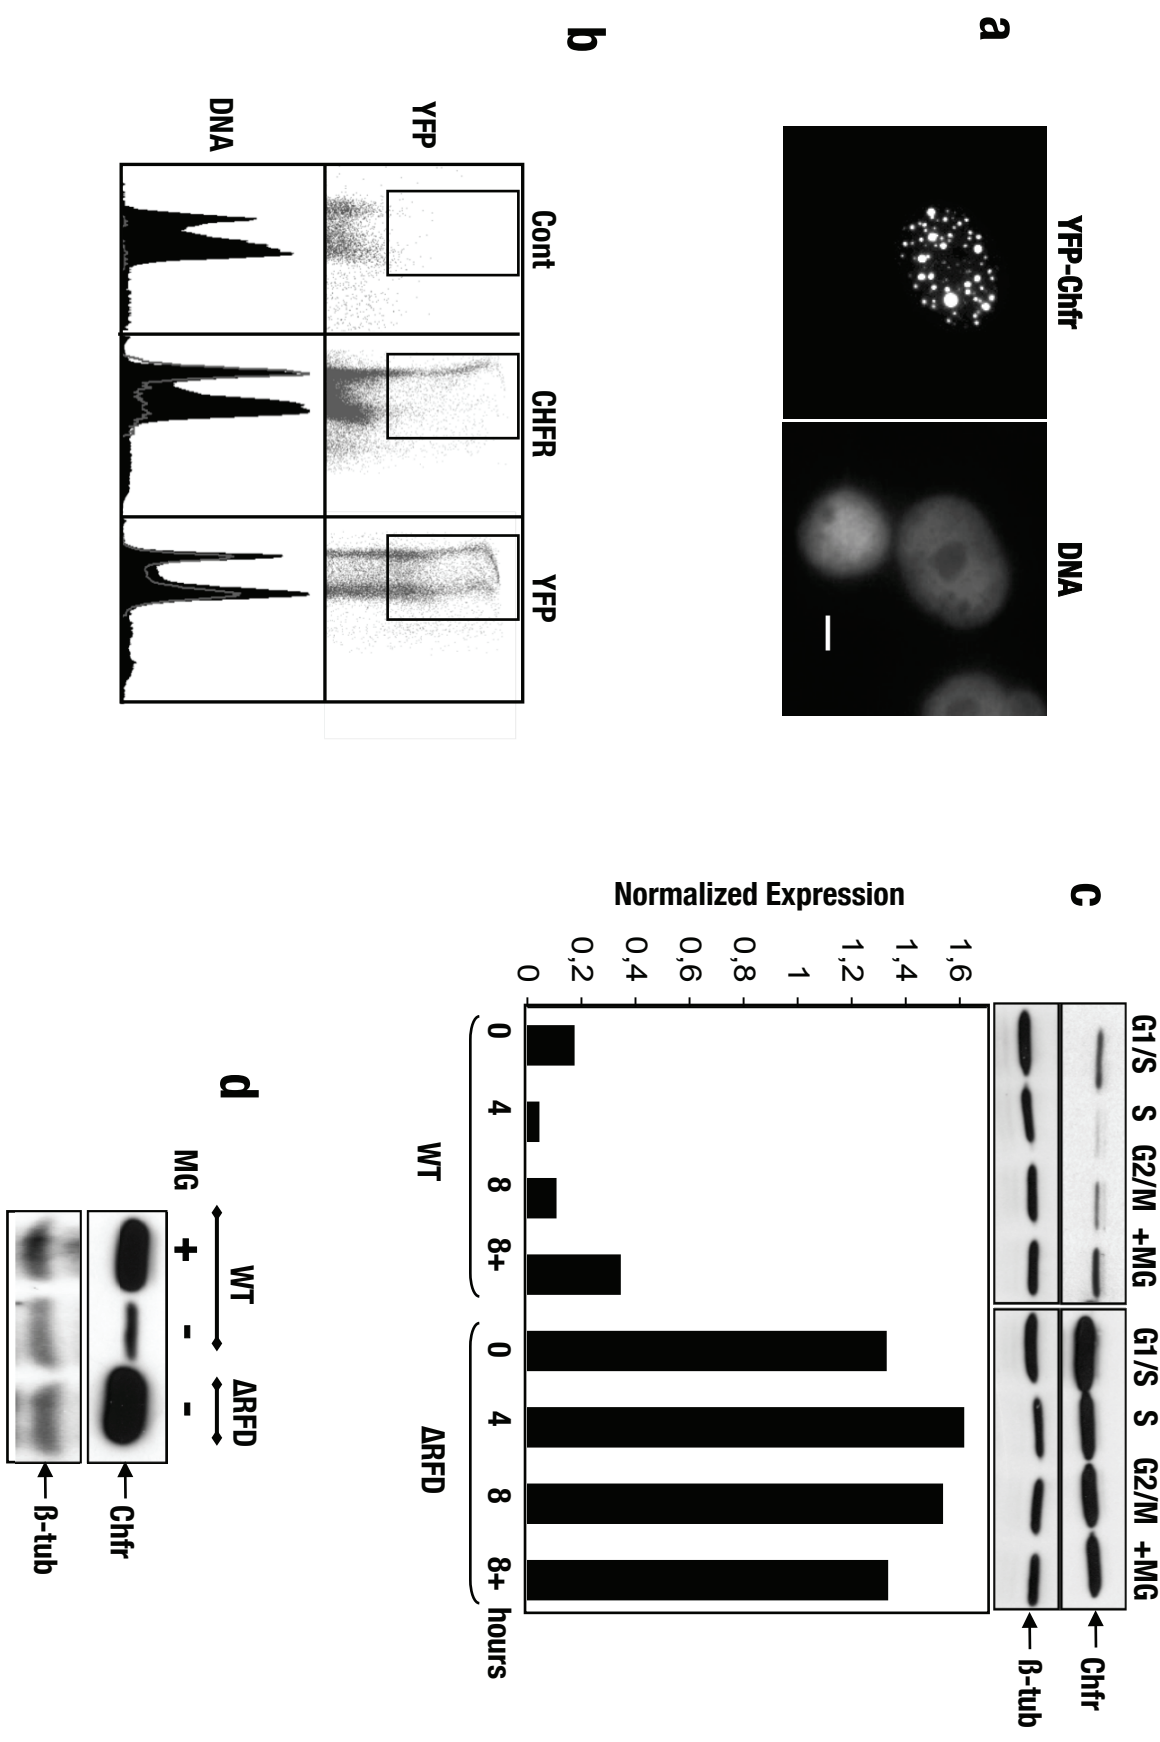 a
YFP-Chfr
DNA
b
Cont
CHFR
YFP
YFP
DNA
c
G1/S S G2/M +MG G1/S S G2/M +MG
Chfr
ß-tub
Normalized Expression
1,6
1,4
1,2
1
0,8
0,6
0,4
0,2
0
0 4 8 8+ 0 4 8 8+ hours
WT
ΔRFD
d
WT
ΔRFD
MG + - -
Chfr
ß-tub